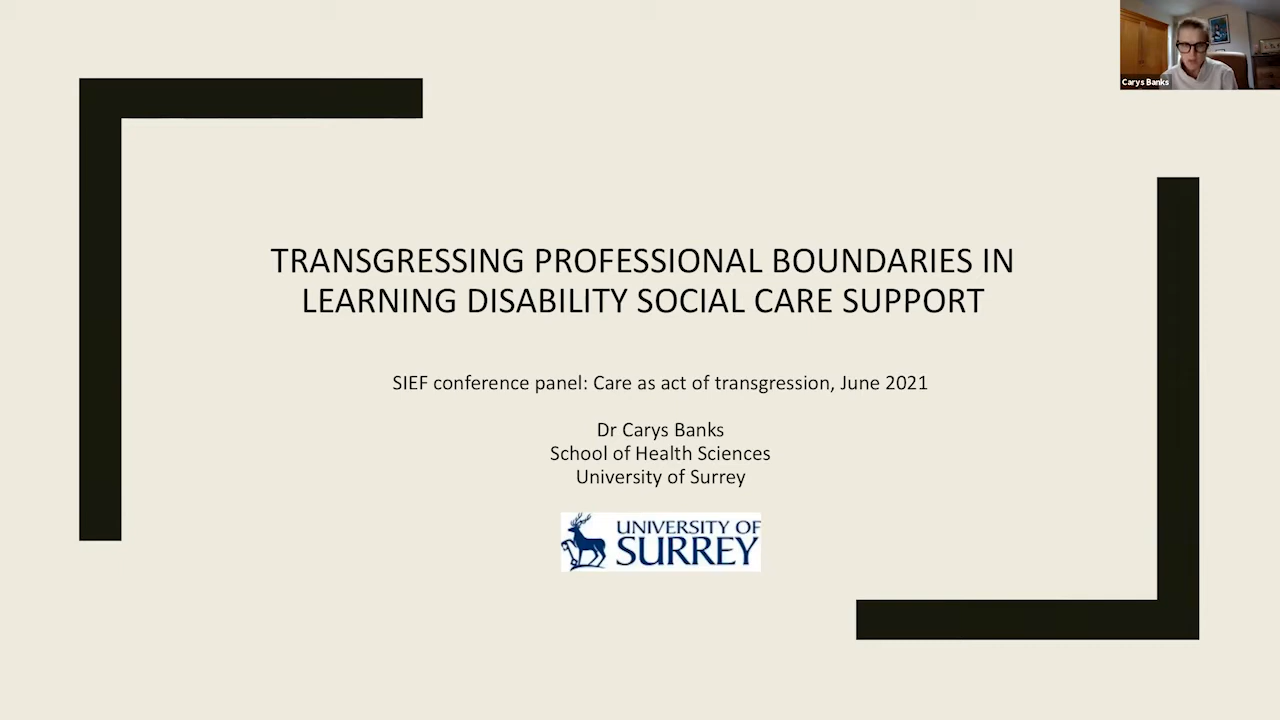 Carys Banks
TRANSGRESSING PROFESSIONAL BOUNDARIES IN
LEARNING DISABILITY SOCIAL CARE SUPPORT
SIEF conference panel: Care as act of transgression, June 2021
Dr Carys Banks
School of Health Sciences
University of Surrey
UNIVERSITY OF
SURREY